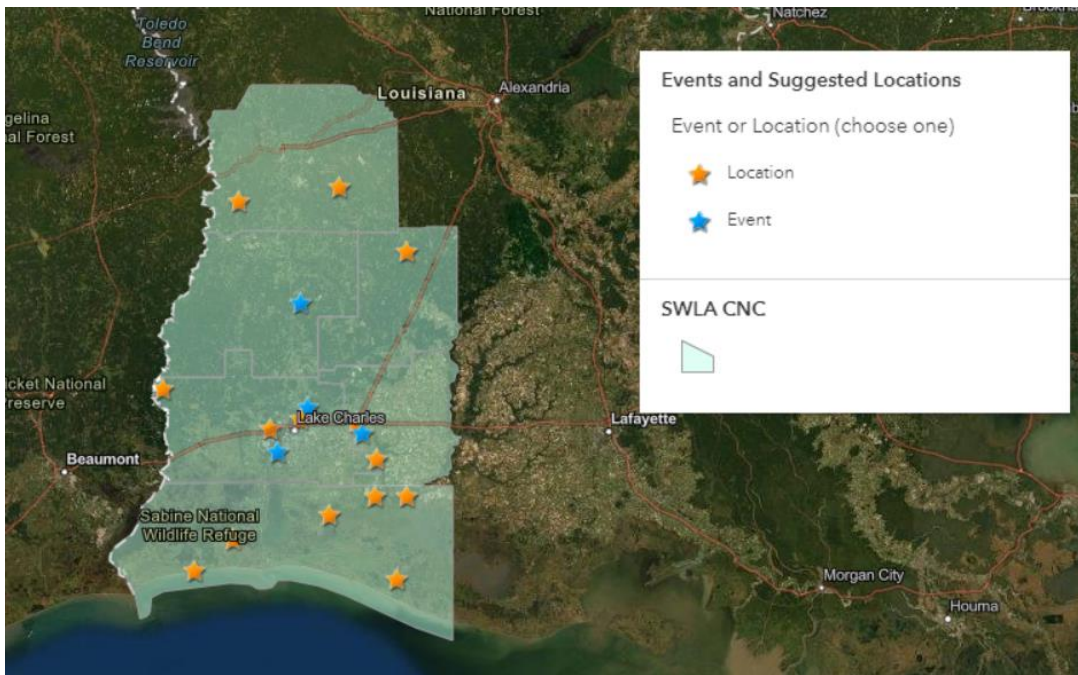 National Forest
Natchez
Toledo
Bend
Reservoir
Louisiana
Alexandria
gelina
al Forest
Events and Suggested Locations
Event or Location (choose one)
Location
Event
SWLA CNC
icket National
reserve
Lake Charles
Lafayette
Beaumont
Sabine National
Wildlife Refuge
Morgan City
Houma